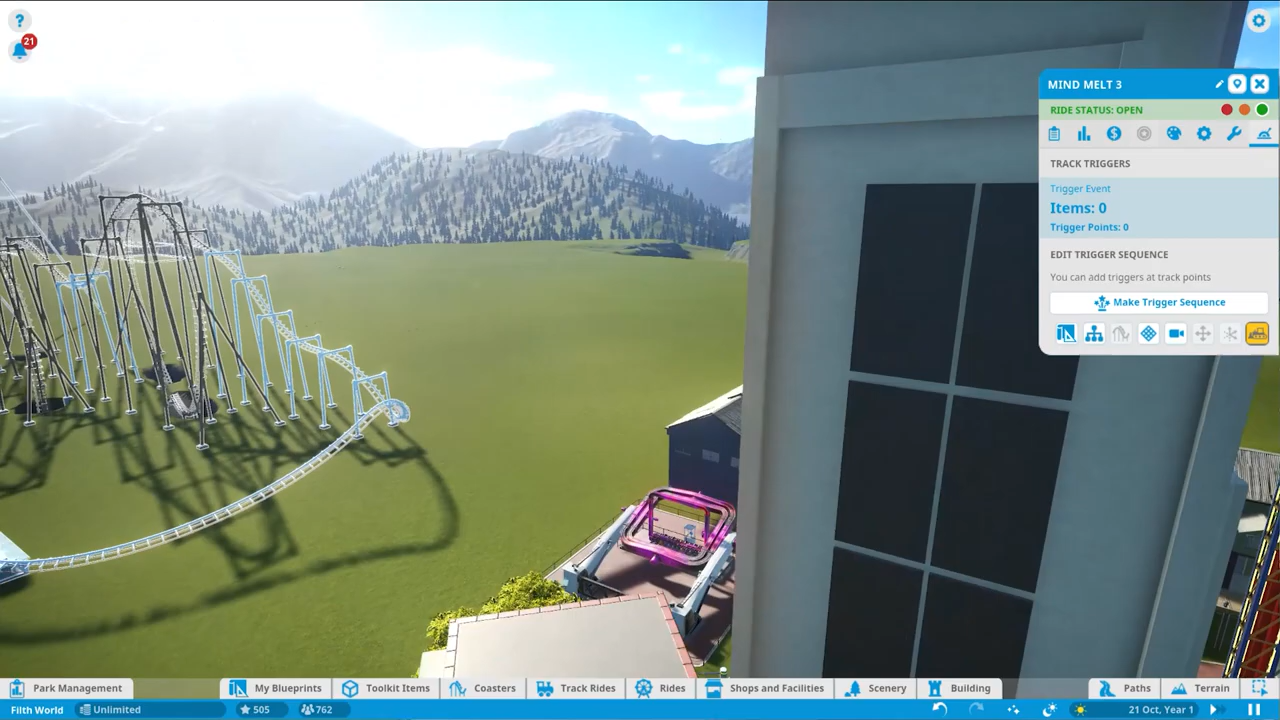 ?
21
MIND MELT 3
RIDE STATUS: OPEN
TRACK TRIGGERS
Trigger Event
Items: 0
Trigger Points: 0
EDIT TRIGGER SEQUENCE
You can add triggers at track points
Make Trigger Sequence
Park Management
My Blueprints
Toolkit Items
Coasters
Track Rides
Rides
Shops and Facilities
Scenery
Building
Paths
Terrain
Filth World
Unlimited
505
762
21 Oct, Year 1